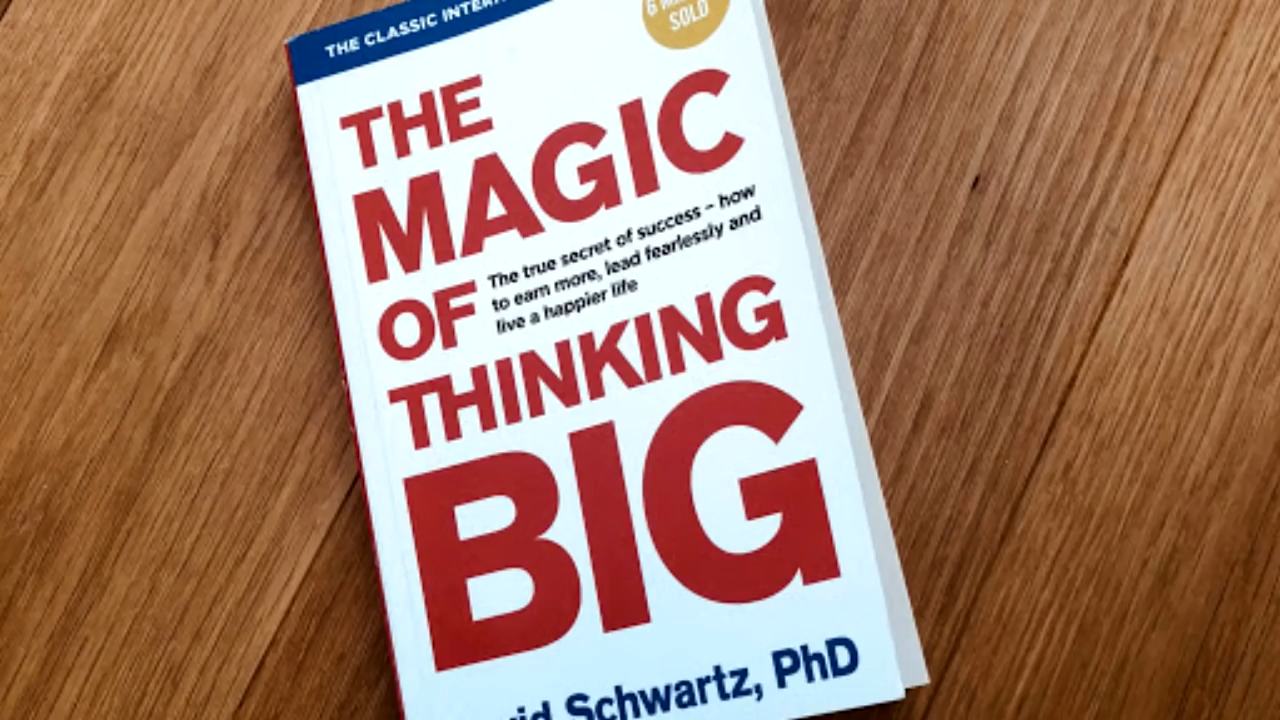 THE CLASSIC
SOLD
THE
MAGIC
OF
The true secret of success – how
to earn more, lead fearlessly and
live a happier life
THINKING
BIG
Schwartz, PhD